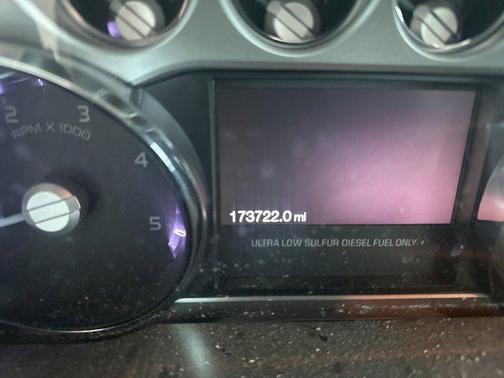 2 3
RPM X 1000
4
5
173722.0 mi
ULTRA LOW SULFUR DIESEL FUEL ONLY